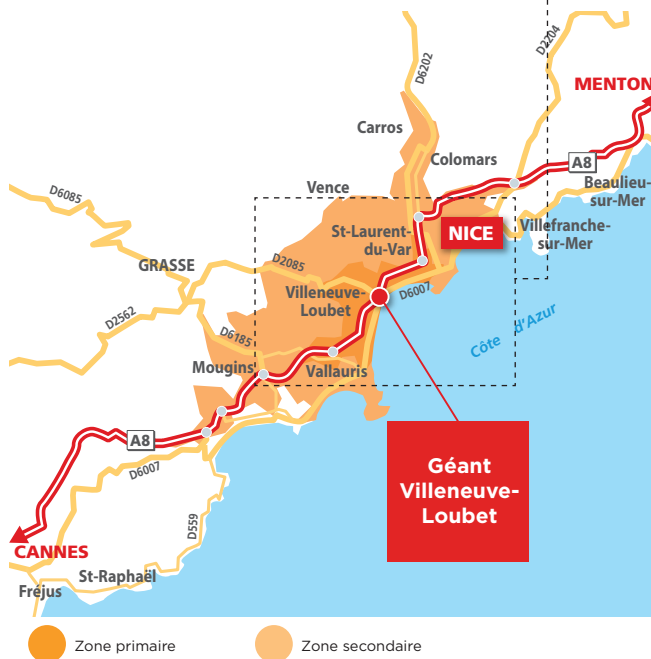 D2204
D6202
MENTON
Carros
Colomars
A8
Beaulieu-
sur-Mer
Vence
D6085
St-Laurent-
du-Var
NICE
Villefranche-
sur-Mer
GRASSE
D2085
Villeneuve-
Loubet
D6007
D2562
D6185
Côte d'Azur
Mougins
Vallauris
A8
D6007
Géant
Villeneuve-
Loubet
D559
CANNES
St-Raphaël
Fréjus
Zone primaire
Zone secondaire